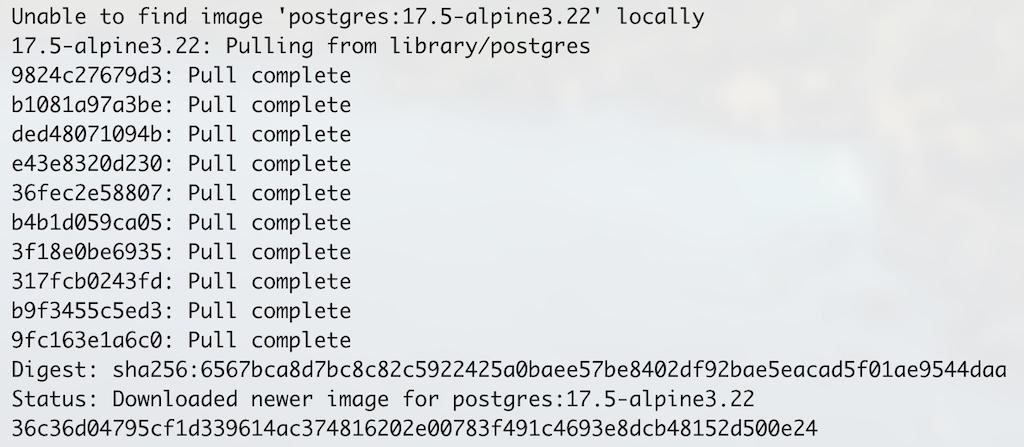 Unable to find image 'postgres:17.5-alpine3.22' locally
17.5-alpine3.22: Pulling from library/postgres
9824c27679d3: Pull complete
b1081a97a3be: Pull complete
ded48071094b: Pull complete
e43e8320d230: Pull complete
36fec2e58807: Pull complete
b4b1d059ca05: Pull complete
3f18e0be6935: Pull complete
317fcb0243fd: Pull complete
b9f3455c5ed3: Pull complete
9fc163e1a6c0: Pull complete
Digest: sha256:6567bca8d7bc8c82c5922425a0baee57be8402df92bae5eacad5f01ae9544daa
Status: Downloaded newer image for postgres:17.5-alpine3.22
36c36d04795cf1d339614ac374816202e00783f491c4693e8dcb48152d500e24